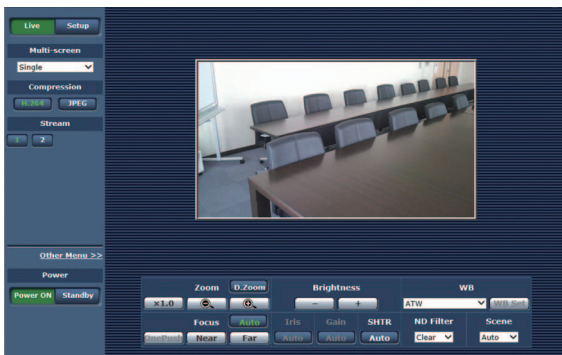 Live Setup
Multi-screen
Single
Compression
H.264 JPEG
Stream
1 2
Other Menu >>
Power
Power ON Standby
Zoom D.Zoom Brightness WB
×1.0 - + ATW WB Set
Focus Auto Iris Gain SHTR ND Filter Scene
OnePush Near Far Auto Auto Auto Clear Auto